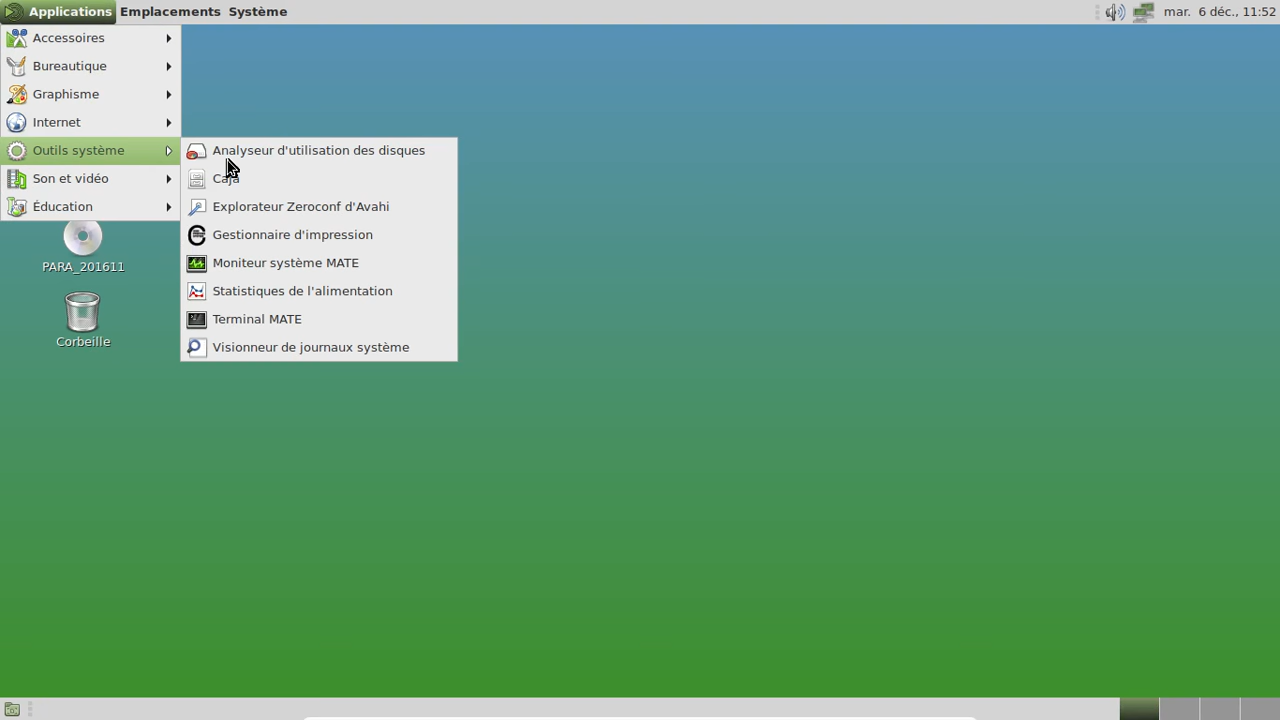 Applications Emplacements Système mar. 6 déc., 11:52
Accessoires
Bureautique
Graphisme
Internet
Outils système
Son et vidéo
Éducation
Analyseur d'utilisation des disques
Caja
Explorateur Zeroconf d'Avahi
Gestionnaire d'impression
Moniteur système MATE
Statistiques de l'alimentation
Terminal MATE
Visionneur de journaux système
PARA_201611
Corbeille